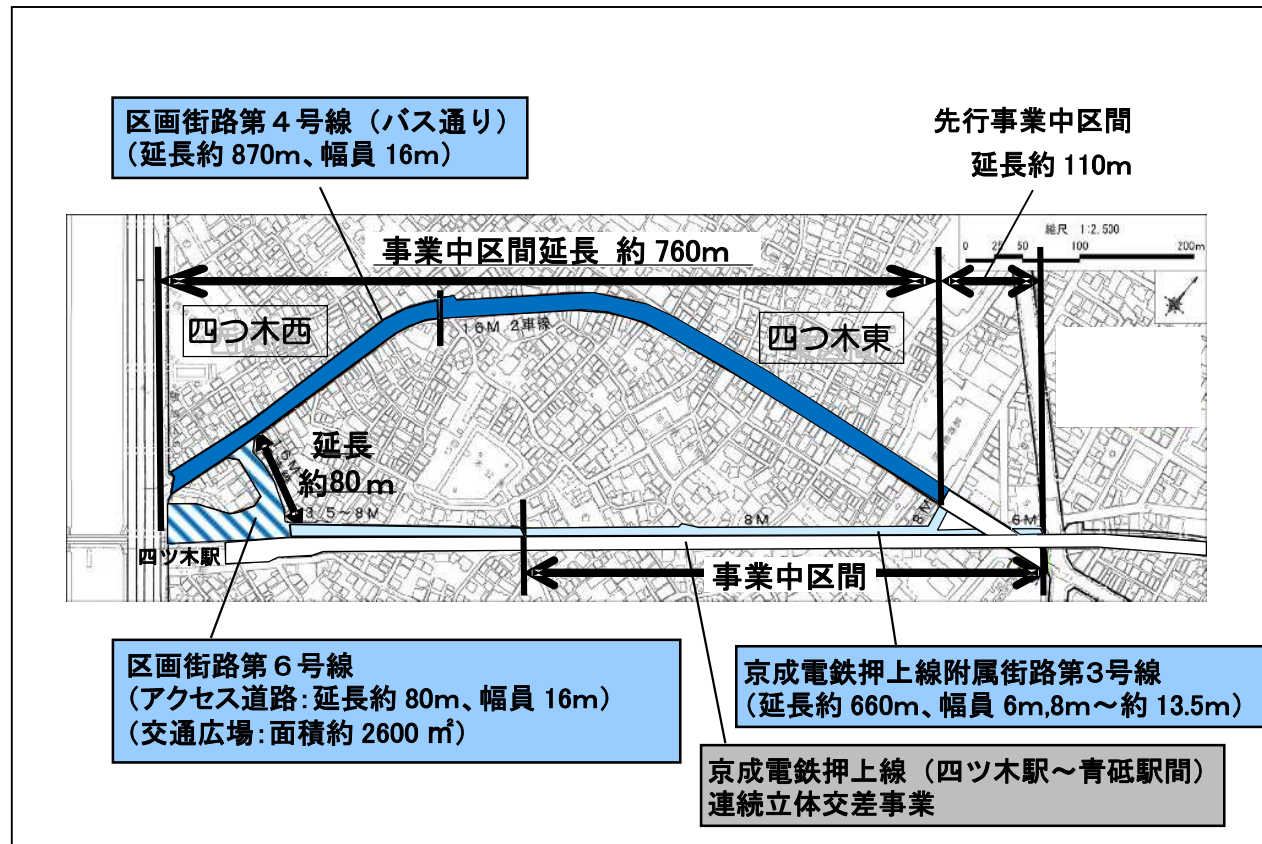 区画街路第４号線（バス通り）
（延長約 870ｍ、幅員 16ｍ）
先行事業中区間
延長約 110ｍ
縮尺 1:2,500
0 25 50 100 200m
事業中区間延長 約 760ｍ
四つ木西
16Ｍ 2車線
四つ木東
延長
約80ｍ
16Ｍ
13.5～8Ｍ
8Ｍ
8Ｍ
6Ｍ
四ツ木駅
事業中区間
区画街路第６号線
（アクセス道路：延長約 80ｍ、幅員 16ｍ）
（交通広場：面積約 2600 ㎡）
京成電鉄押上線附属街路第３号線
（延長約 660ｍ、幅員 6ｍ,8ｍ～約 13.5ｍ）
京成電鉄押上線（四ツ木駅～青砥駅間）
連続立体交差事業